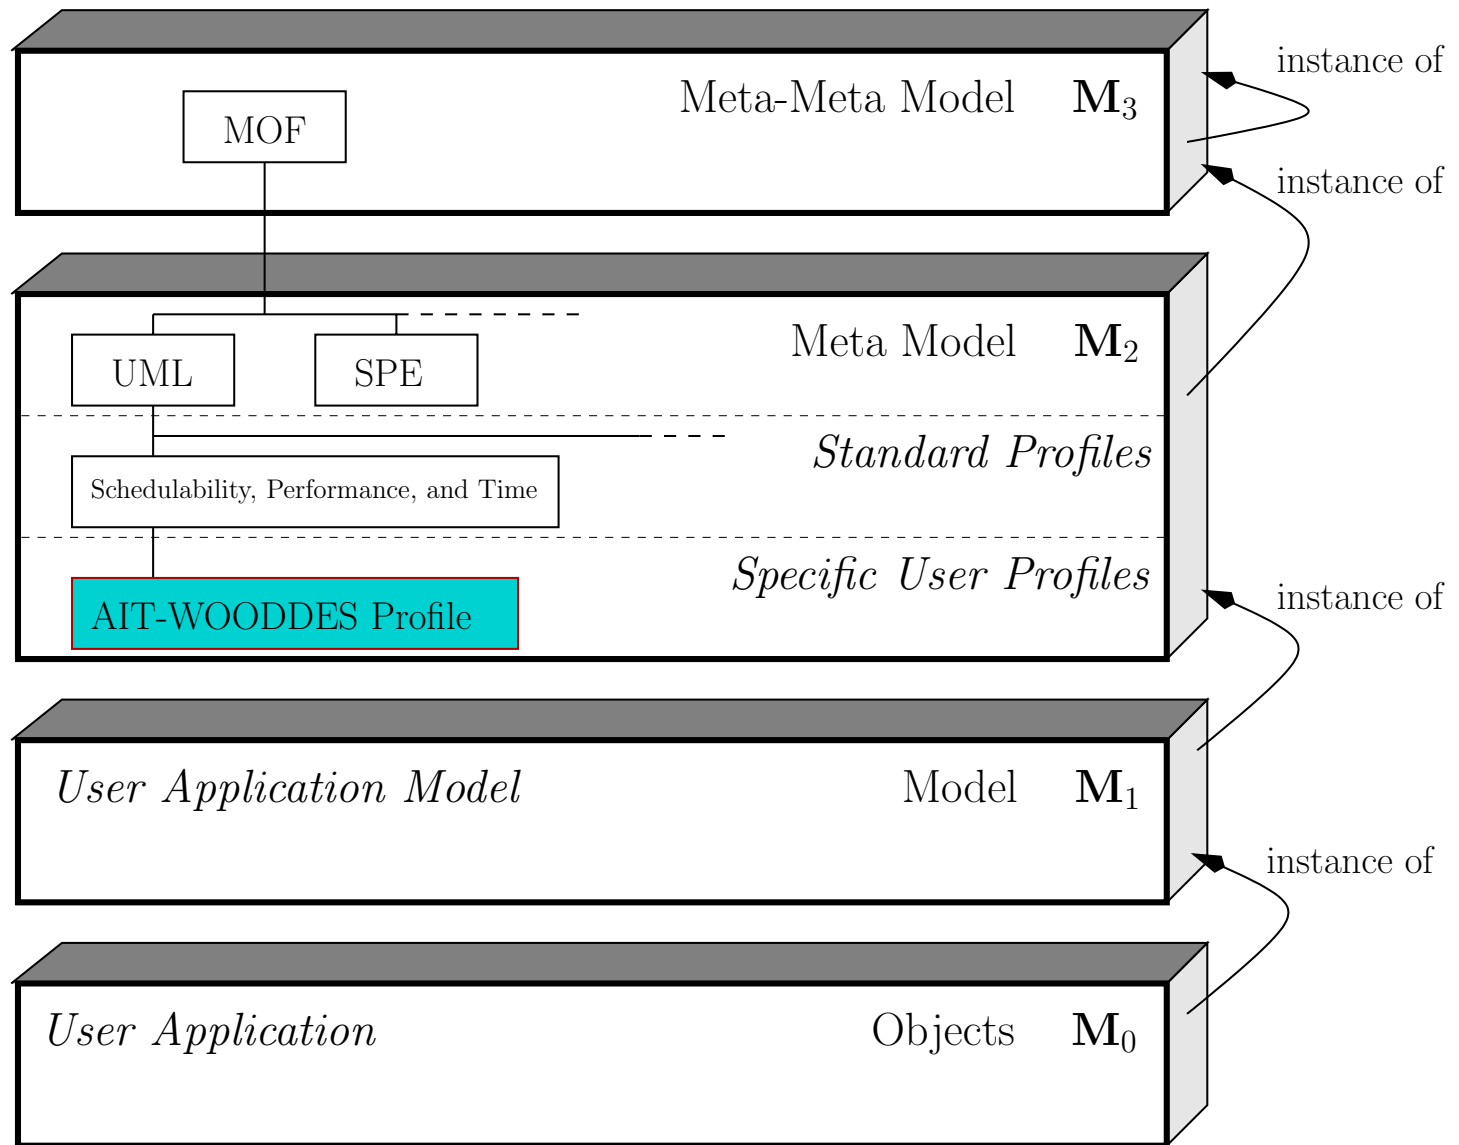 instance of
Meta-Meta Model M3
MOF
instance of
Meta Model M2
UML SPE
Standard Profiles
Schedulability, Performance, and Time
Specific User Profiles
instance of
AIT-WOODDES Profile
User Application Model Model M1
instance of
User Application Objects M0